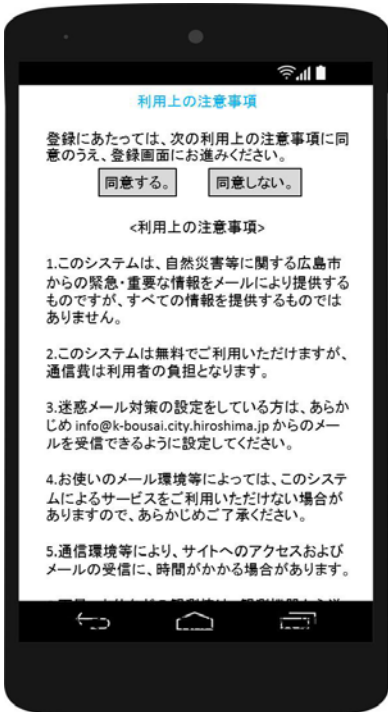 利用上の注意事項
登録にあたっては、次の利用上の注意事項に同
意のうえ、登録画面にお進みください。
同意する。 同意しない。
<利用上の注意事項>
1.このシステムは、自然災害等に関する広島市
からの緊急・重要な情報をメールにより提供する
ものですが、すべての情報を提供するものでは
ありません。
2.このシステムは無料でご利用いただけますが、
通信費は利用者の負担となります。
3.迷惑メール対策の設定をしている方は、あらか
じめ info@k-bousai.city.hiroshima.jp からのメー
ルを受信できるように設定してください。
4.お使いのメール環境等によっては、このシステ
ムによるサービスをご利用いただけない場合が
ありますので、あらかじめご了承ください。
5.通信環境等により、サイトへのアクセスおよび
メールの受信に、時間がかかる場合があります。